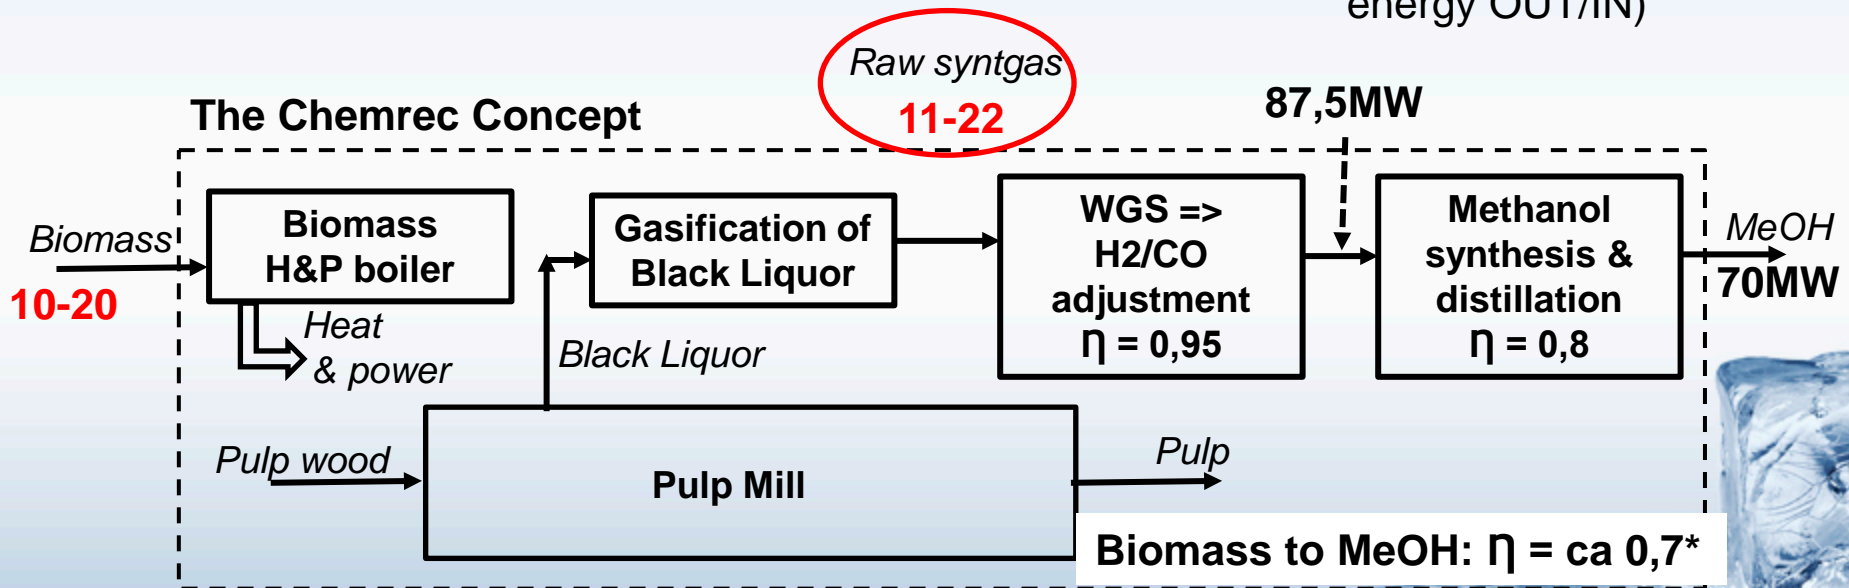 energy OUT/IN)
Raw syntgas
11-22
The Chemrec Concept
87,5MW
Biomass
10-20
Biomass
H&P boiler
Heat
& power
Gasification of
Black Liquor
Black Liquor
WGS =>
H2/CO
adjustment
Ƞ = 0,95
Methanol
synthesis &
distillation
Ƞ = 0,8
MeOH
70MW
Pulp wood
Pulp Mill
Pulp
Biomass to MeOH: Ƞ = ca 0,7*